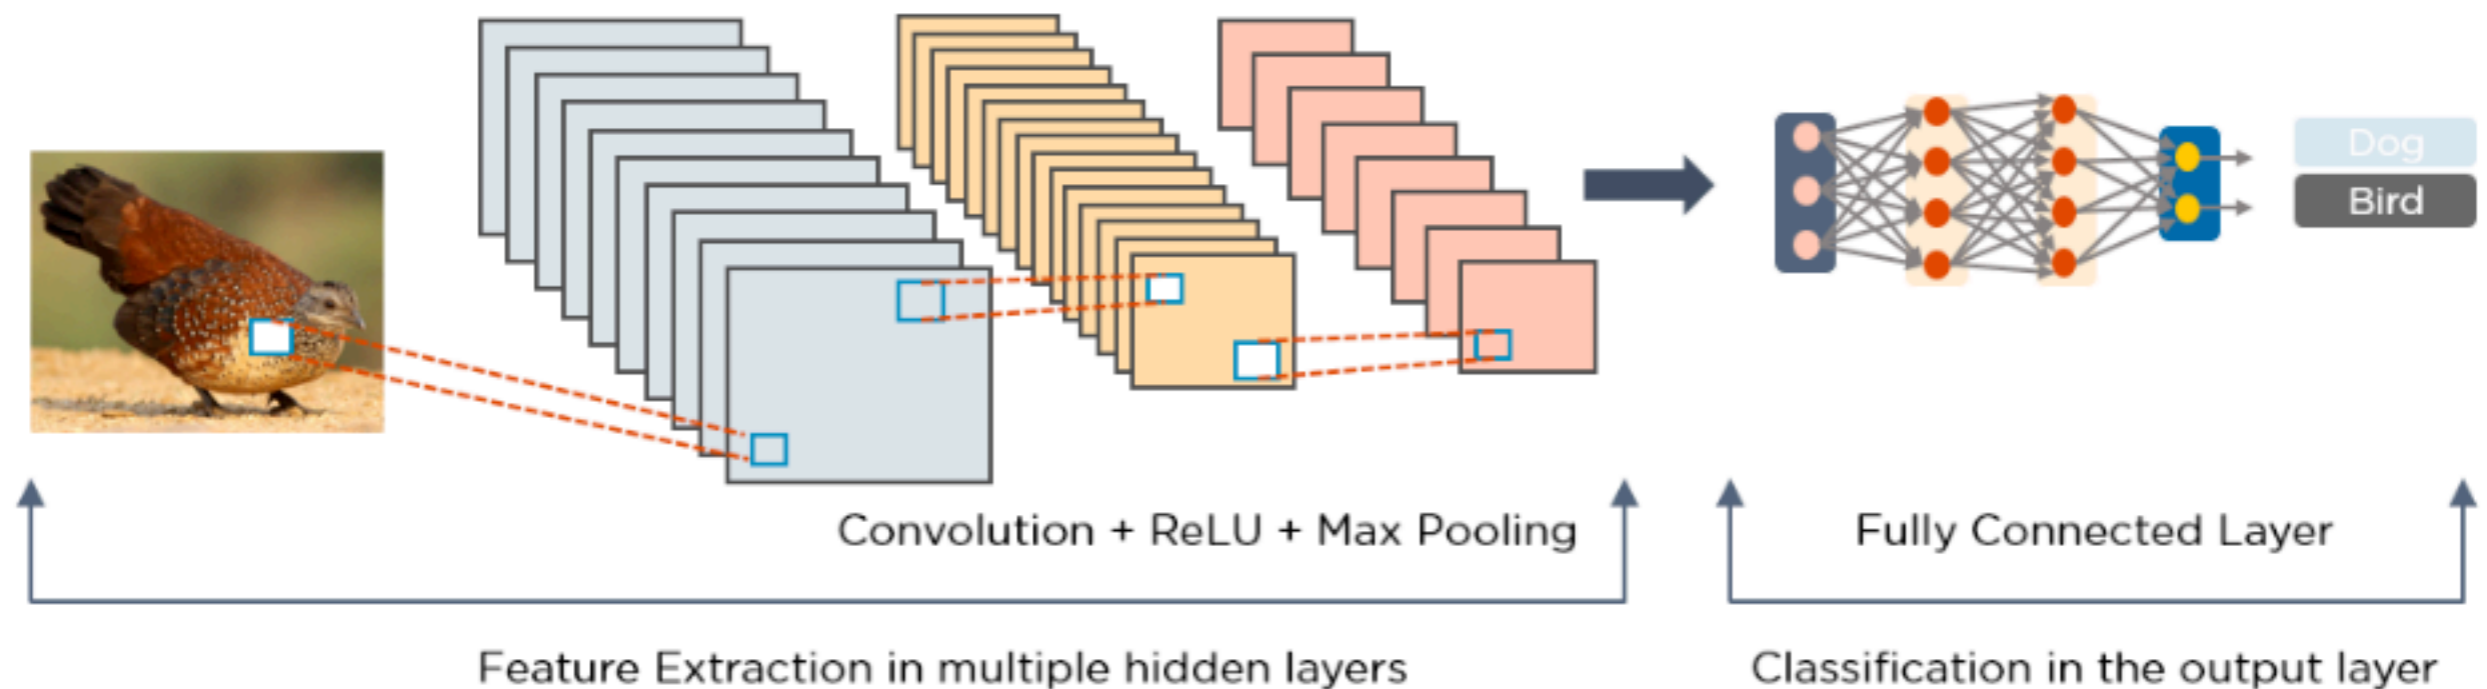 Dog
Bird
Convolution + ReLU + Max Pooling
Fully Connected Layer
Feature Extraction in multiple hidden layers
Classification in the output layer